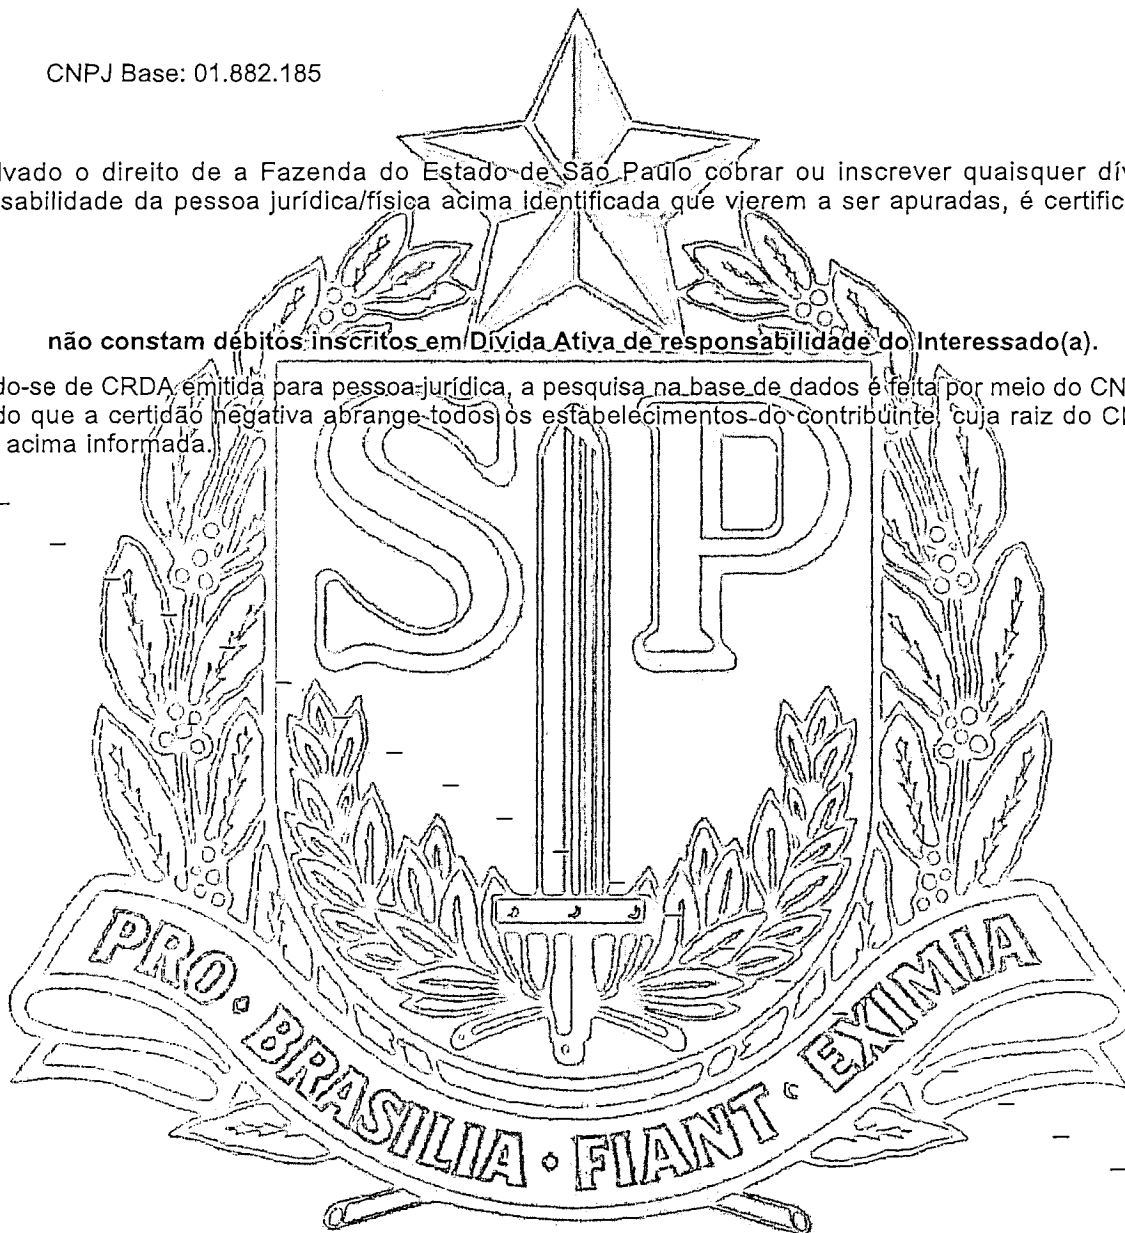 CNPJ Base: 01.882.185
lvado o direito de a Fazenda do Estado de São Paulo cobrar ou inscrever quaisquer dív
sabilidade da pessoa jurídica/física acima identificada que vierem a ser apuradas, é certific
não constam débitos inscritos em Dívida Ativa de responsabilidade do Interessado(a).
do-se de CRDA emitida para pessoa jurídica, a pesquisa na base de dados é feita por meio do CN
do que a certidão negativa abrange todos os estabelecimentos do contribuinte, cuja raiz do C
acima informada.
SP
PRO • BRASILIA • FIANT • EXIMIA